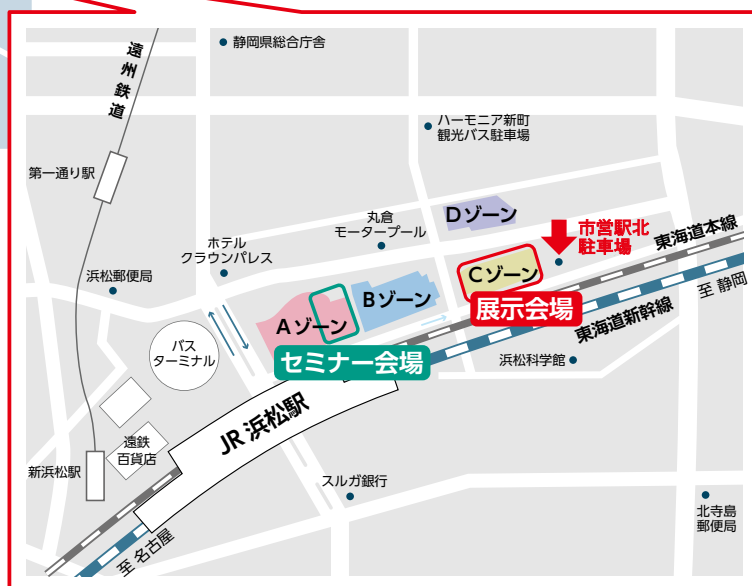 静岡県総合庁舎
遠州鉄道
ハーモニア新町
観光バス駐車場
第一通り駅
Dゾーン
丸倉
モータープール
市営駅北
駐車場
東海道本線
ホテル
クラウンパレス
Cゾーン
至 静岡
浜松郵便局
Bゾーン
展示会場
東海道新幹線
Aゾーン
バス
ターミナル
セミナー会場
浜松科学館
JR 浜松駅
遠鉄
百貨店
新浜松駅
スルガ銀行
北寺島
郵便局
至 名古屋